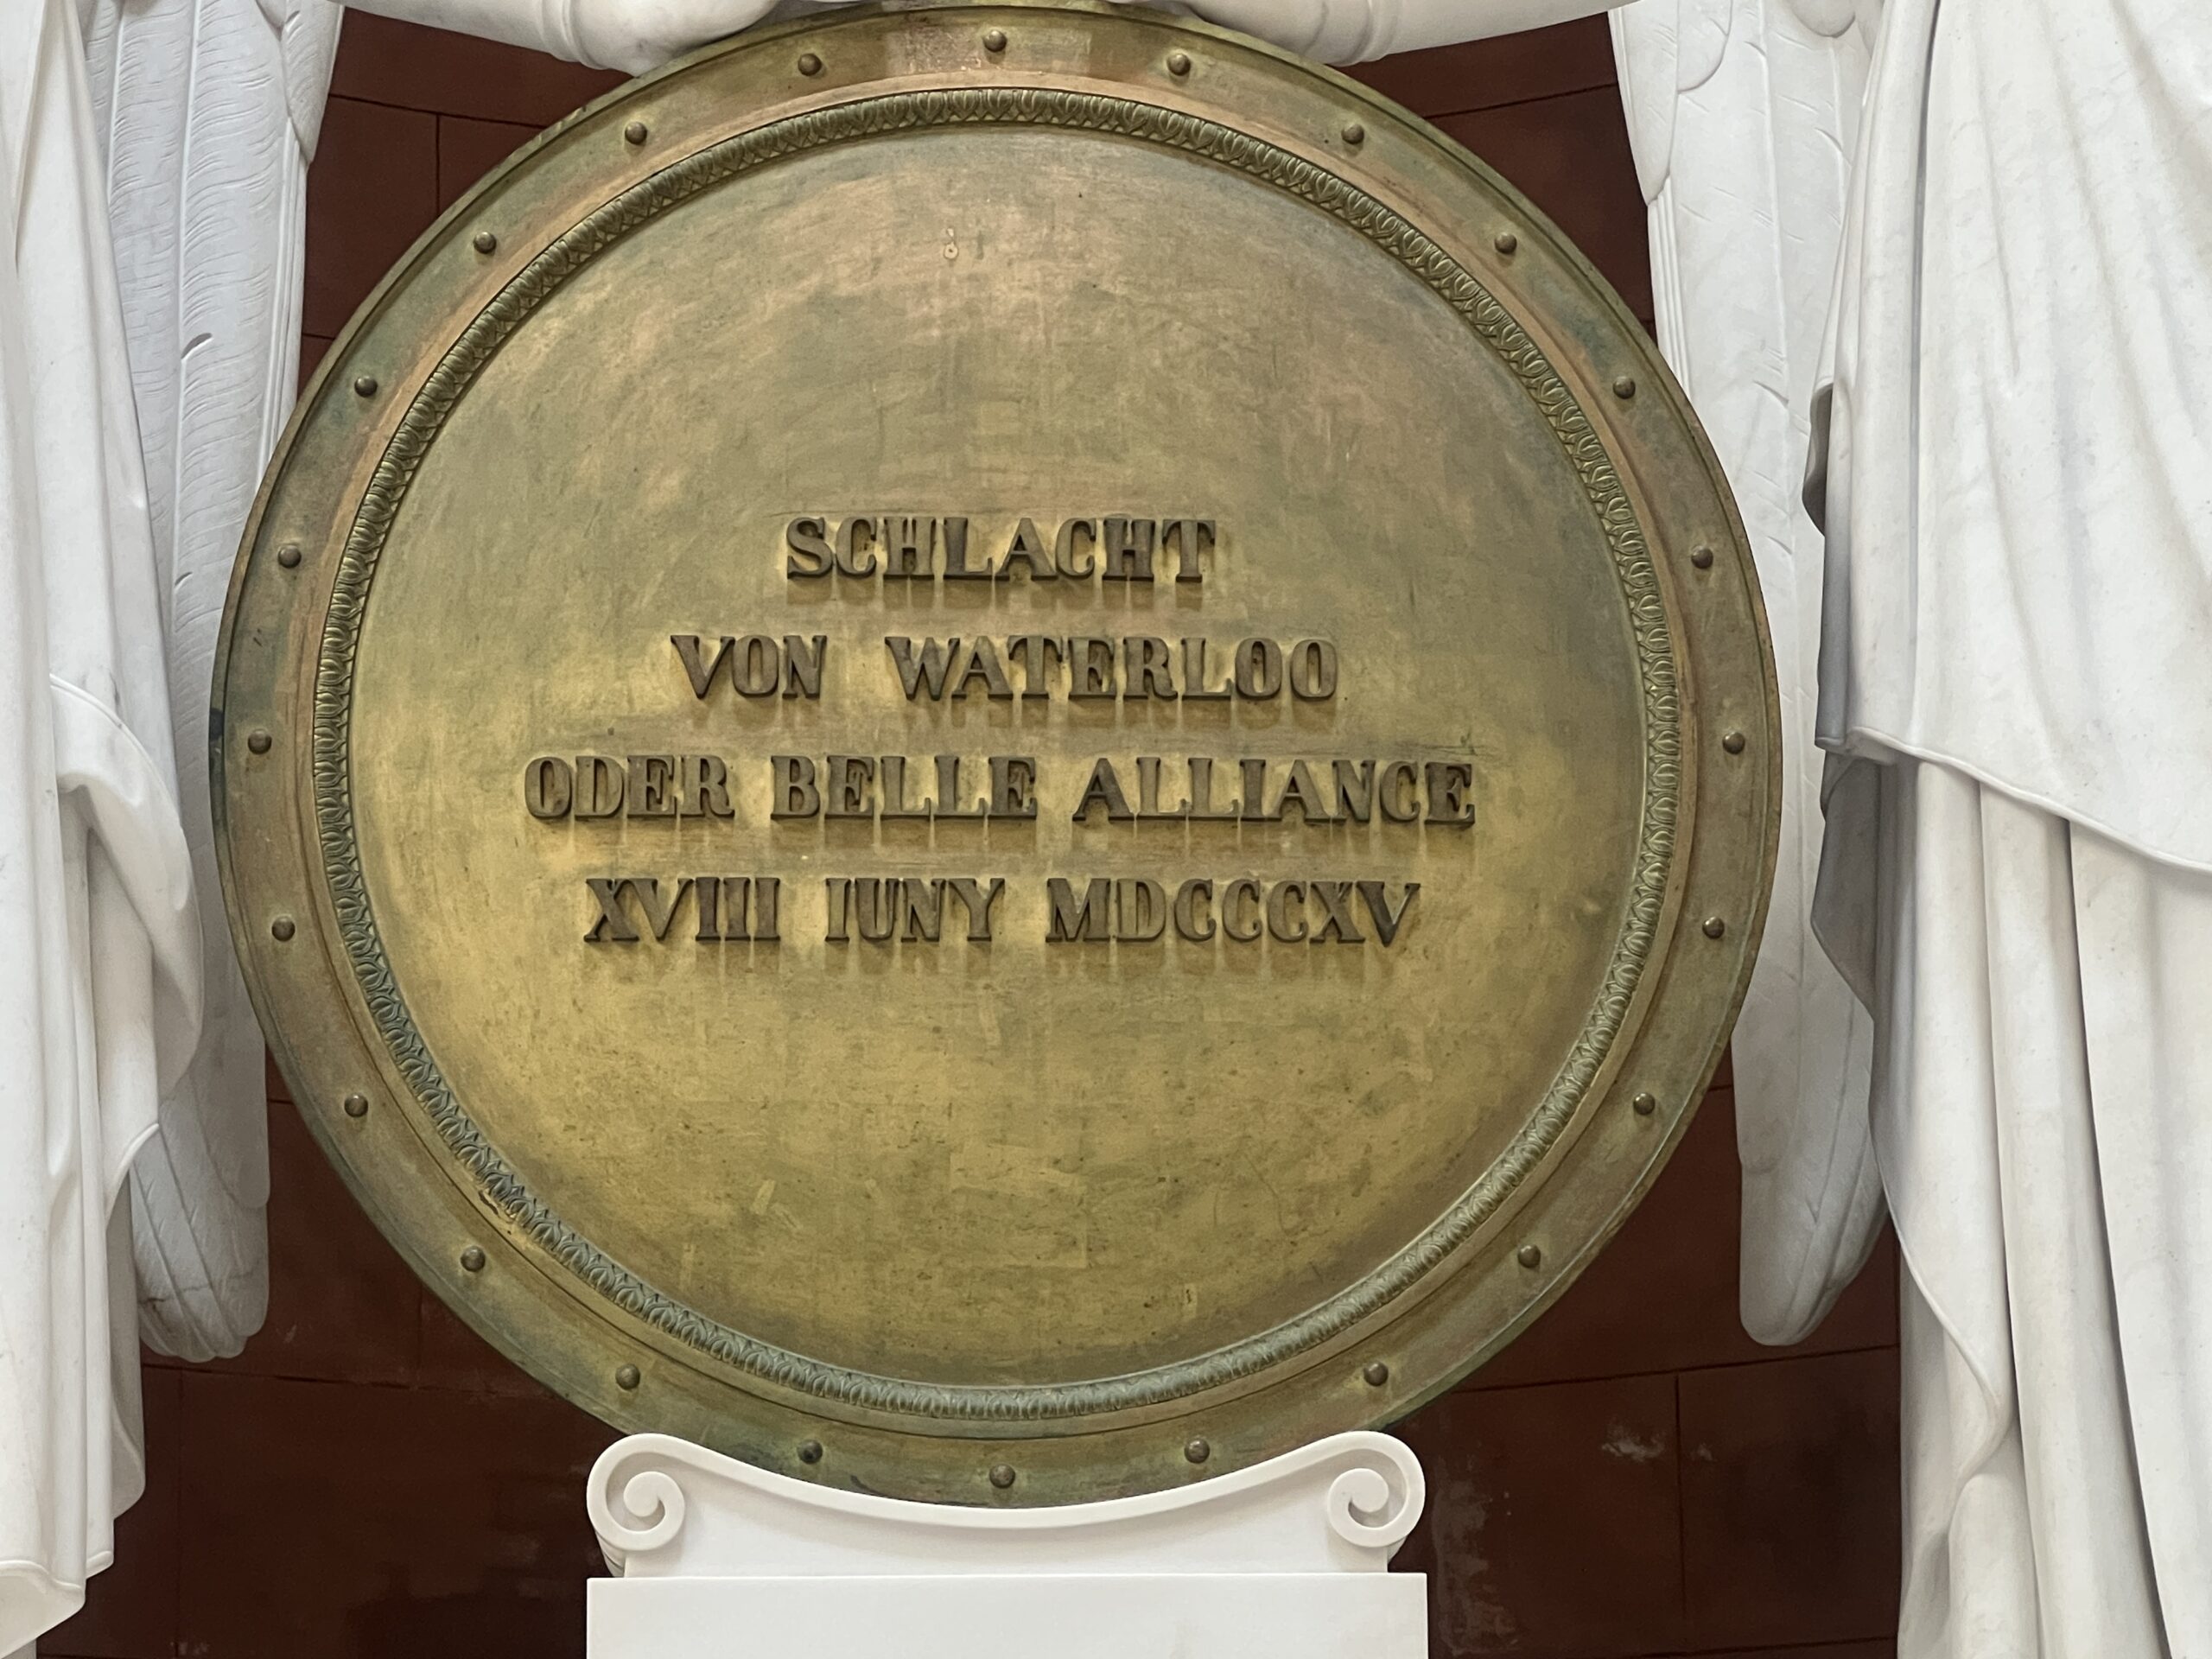 SCHLACHT
VON WATERLOO
ODER BELLE ALLIANCE
XVIII IUNY MDCCCXV